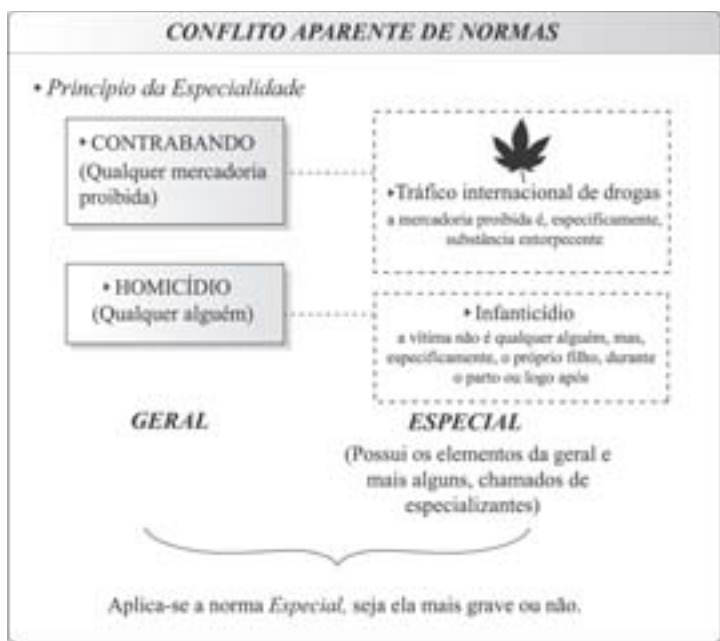 CONFLITO APARENTE DE NORMAS
• Princípio da Especialidade
• CONTRABANDO
(Qualquer mercadoria
proibida)
• Tráfico internacional de drogas
a mercadoria proibida é, especificamente,
substância entorpecente
• HOMICÍDIO
(Qualquer alguém)
• Infanticídio
a vítima não é qualquer alguém, mas,
especificamente, o próprio filho, durante
o parto ou logo após
GERAL
ESPECIAL
(Possui os elementos da geral e
mais alguns, chamados de
especializantes)
Aplica-se a norma Especial, seja ela mais grave ou não.